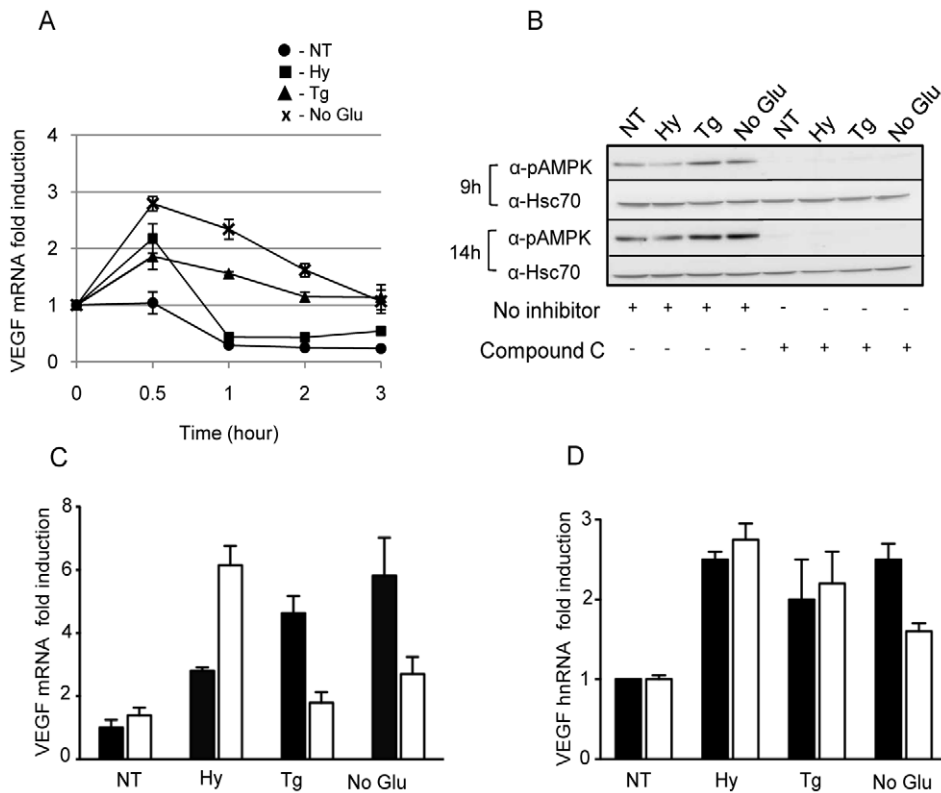 A
- NT
- Hy
- Tg
- No Glu
VEGF mRNA fold induction
4
3
2
1
0
0 0.5 1 2 3
Time (hour)
B
NT Hy Tg No Glu NT Hy Tg No Glu
9h
α-pAMPK
α-Hsc70
14h
α-pAMPK
α-Hsc70
No inhibitor + + + + - - - -
Compound C - - - - + + + +
C
VEGF mRNA fold induction
8
6
4
2
0
NT Hy Tg No Glu
D
VEGF hnRNA fold induction
3
2
1
0
NT Hy Tg No Glu